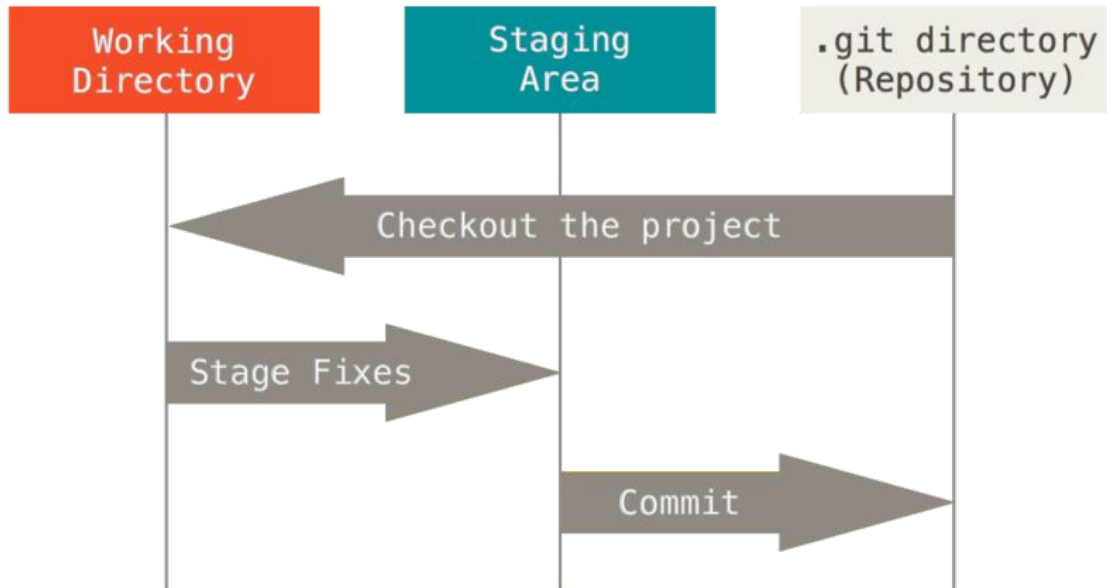 Working
Directory
Staging
Area
.git directory
(Repository)
Checkout the project
Stage Fixes
Commit